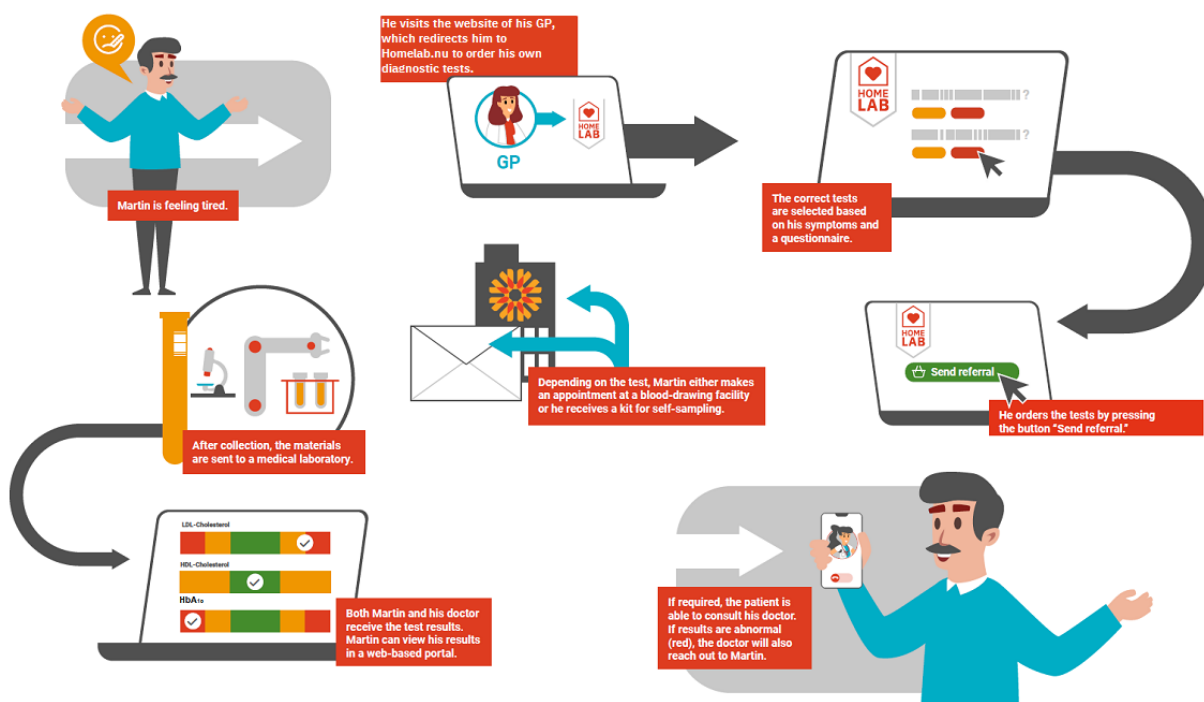 Martin is feeling tired.
He visits the website of his GP,
which redirects him to
Homelab.nu to order his own
diagnostic tests.
GP
HOME
LAB
HOME
LAB
?
?
The correct tests
are selected based
on his symptoms and
a questionnaire.
HOME
LAB
Send referral
He orders the tests by pressing
the button “Send referral.”
Depending on the test, Martin either makes
an appointment at a blood-drawing facility
or he receives a kit for self-sampling.
After collection, the materials
are sent to a medical laboratory.
LDL-Cholesterol
HDL-Cholesterol
HbA1c
Both Martin and his doctor
receive the test results.
Martin can view his results
in a web-based portal.
If required, the patient is
able to consult his doctor.
If results are abnormal
(red), the doctor will also
reach out to Martin.